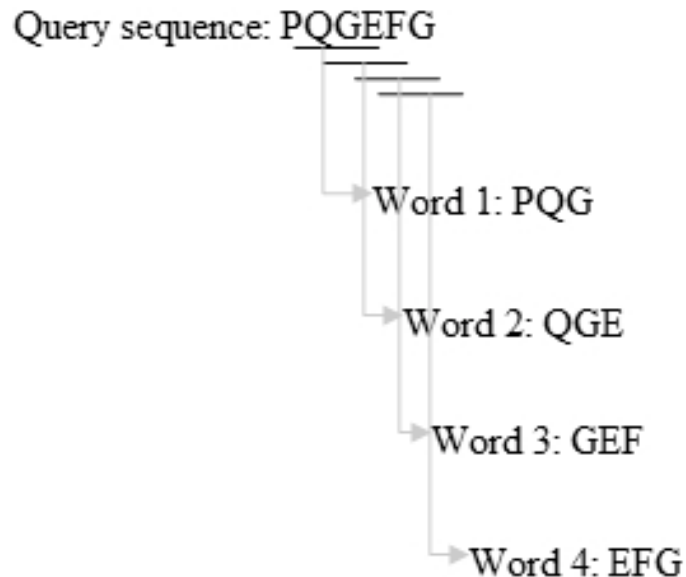 Query sequence: PQGEFG
Word 1: PQG
Word 2: QGE
Word 3: GEF
Word 4: EFG